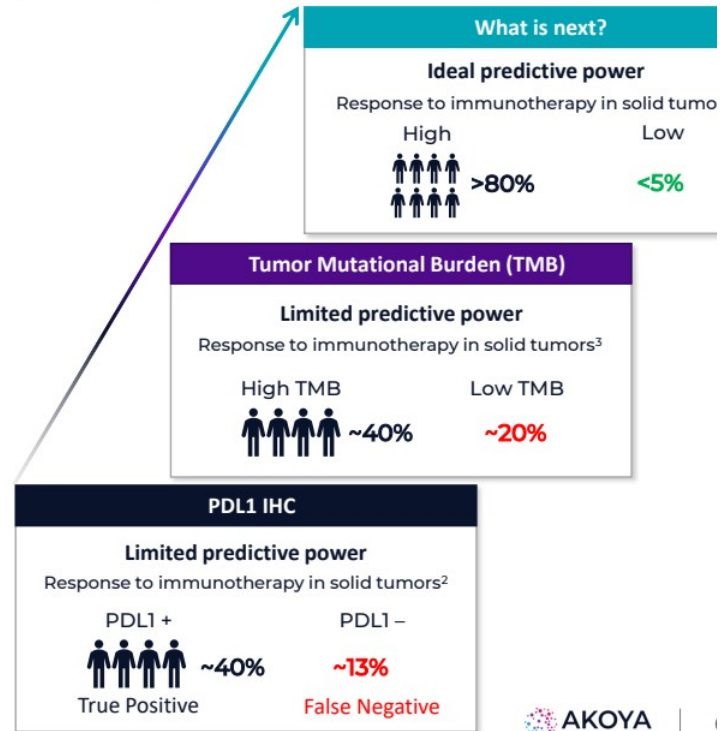 What is next?
Ideal predictive power
Response to immunotherapy in solid
High Low
>80% <5%
Tumor Mutational Burden (TMB)
Limited predictive power
Response to immunotherapy in solid tumors³
High TMB Low TMB
~40% ~20%
PDL1 IHC
Limited predictive power
Response to immunotherapy in solid tumors²
PDL1 + PDL1 –
~40% ~13%
True Positive False Negative
AKOYA